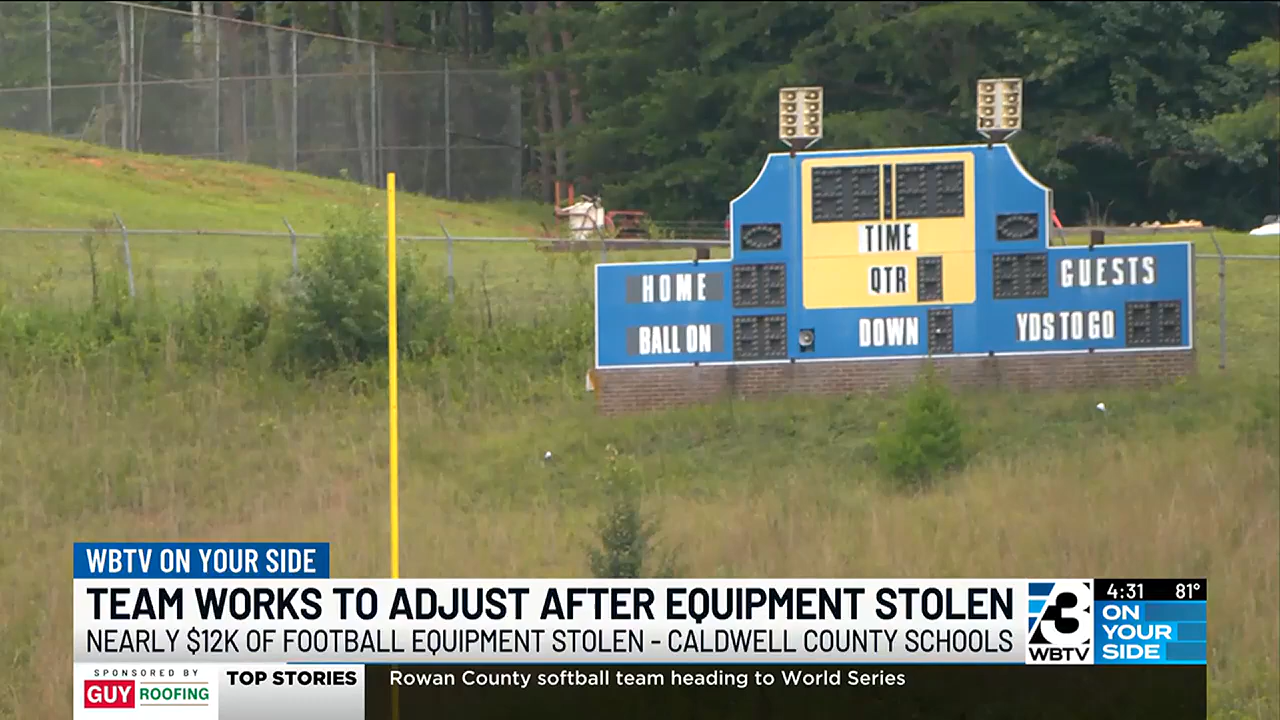 TIME
HOME
QTR
GUESTS
BALL ON
DOWN
YDS TO GO
WBTV ON YOUR SIDE
TEAM WORKS TO ADJUST AFTER EQUIPMENT STOLEN
NEARLY $12K OF FOOTBALL EQUIPMENT STOLEN - CALDWELL COUNTY SCHOOLS
3
WBTV
4:31 81°
ON
YOUR
SIDE
SPONSORED BY
GUY ROOFING
TOP STORIES
Rowan County softball team heading to World Series